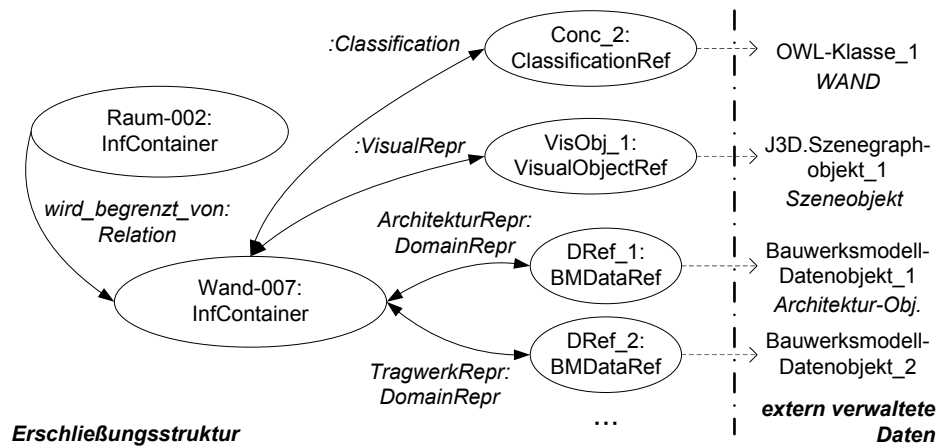 :Classification
Conc_2:
ClassificationRef
OWL-Klasse_1
WAND
Raum-002:
InfContainer
:VisualRepr
VisObj_1:
VisualObjectRef
J3D.Szenegraph-
objekt_1
Szeneobjekt
wird_begrenzt_von:
Relation
ArchitekturRepr:
DomainRepr
DRef_1:
BMDataRef
Bauwerksmodell-
Datenobjekt_1
Architektur-Obj.
Wand-007:
InfContainer
TragwerkRepr:
DomainRepr
DRef_2:
BMDataRef
Bauwerksmodell-
Datenobjekt_2
...
Erschließungsstruktur
extern verwaltete
Daten